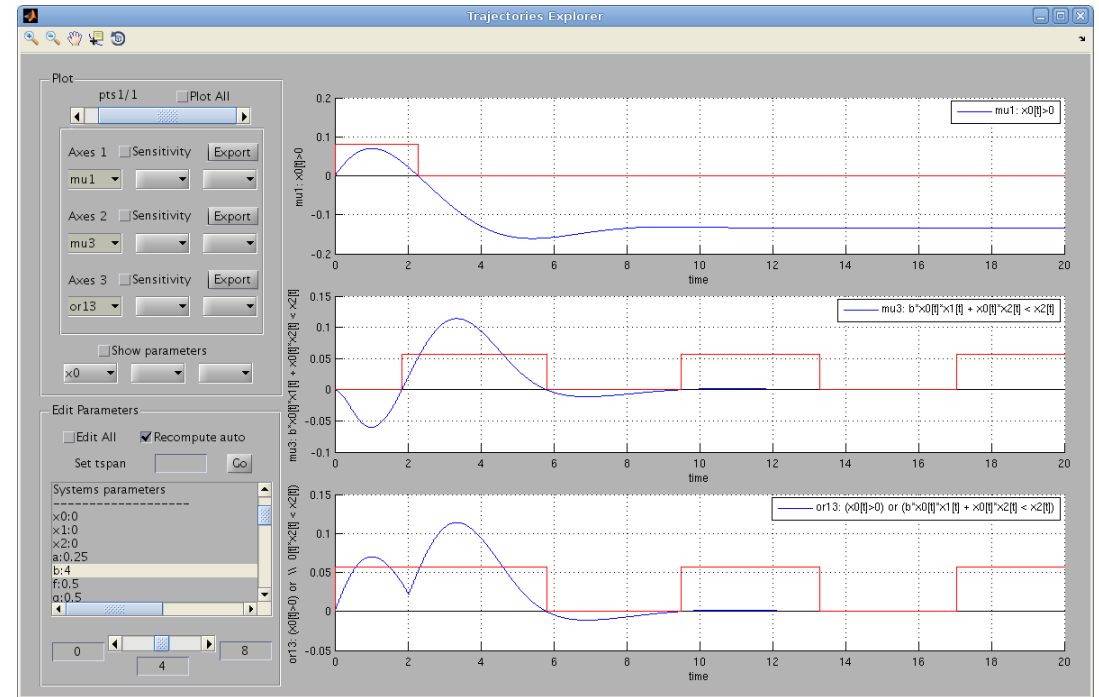 Trajectories Explorer
Plot
pts1/1 Plot All
Axes 1 Sensitivity Export
mu1
Axes 2 Sensitivity Export
mu3
Axes 3 Sensitivity Export
or13
Show parameters
x0
Edit Parameters
Edit All Recompute auto
Set tspan Go
Systems parameters
--------------------
x0:0
x1:0
x2:0
a:0.25
b:4
f:0.5
g:0.5
0 8
4
mu1: x0[t]>0
0.2
0.1
0
-0.1
-0.2
mu1: x0[t]>0
0 2 4 6 8 10 12 14 16 18 20
time
mu3: b*x0[t]*x1[t] + x0[t]*x2[t] < x2[t]
0.15
0.1
0.05
0
-0.05
-0.1
mu3: b*x0[t]*x1[t] + x0[t]*x2[t] < x2[t]
0 2 4 6 8 10 12 14 16 18 20
time
or13: (x0[t]>0) or \\ 0[t]*x2[t] < x2[t])
0.15
0.1
0.05
0
-0.05
or13: (x0[t]>0) or (b*x0[t]*x1[t] + x0[t]*x2[t] < x2[t])
0 2 4 6 8 10 12 14 16 18 20
time